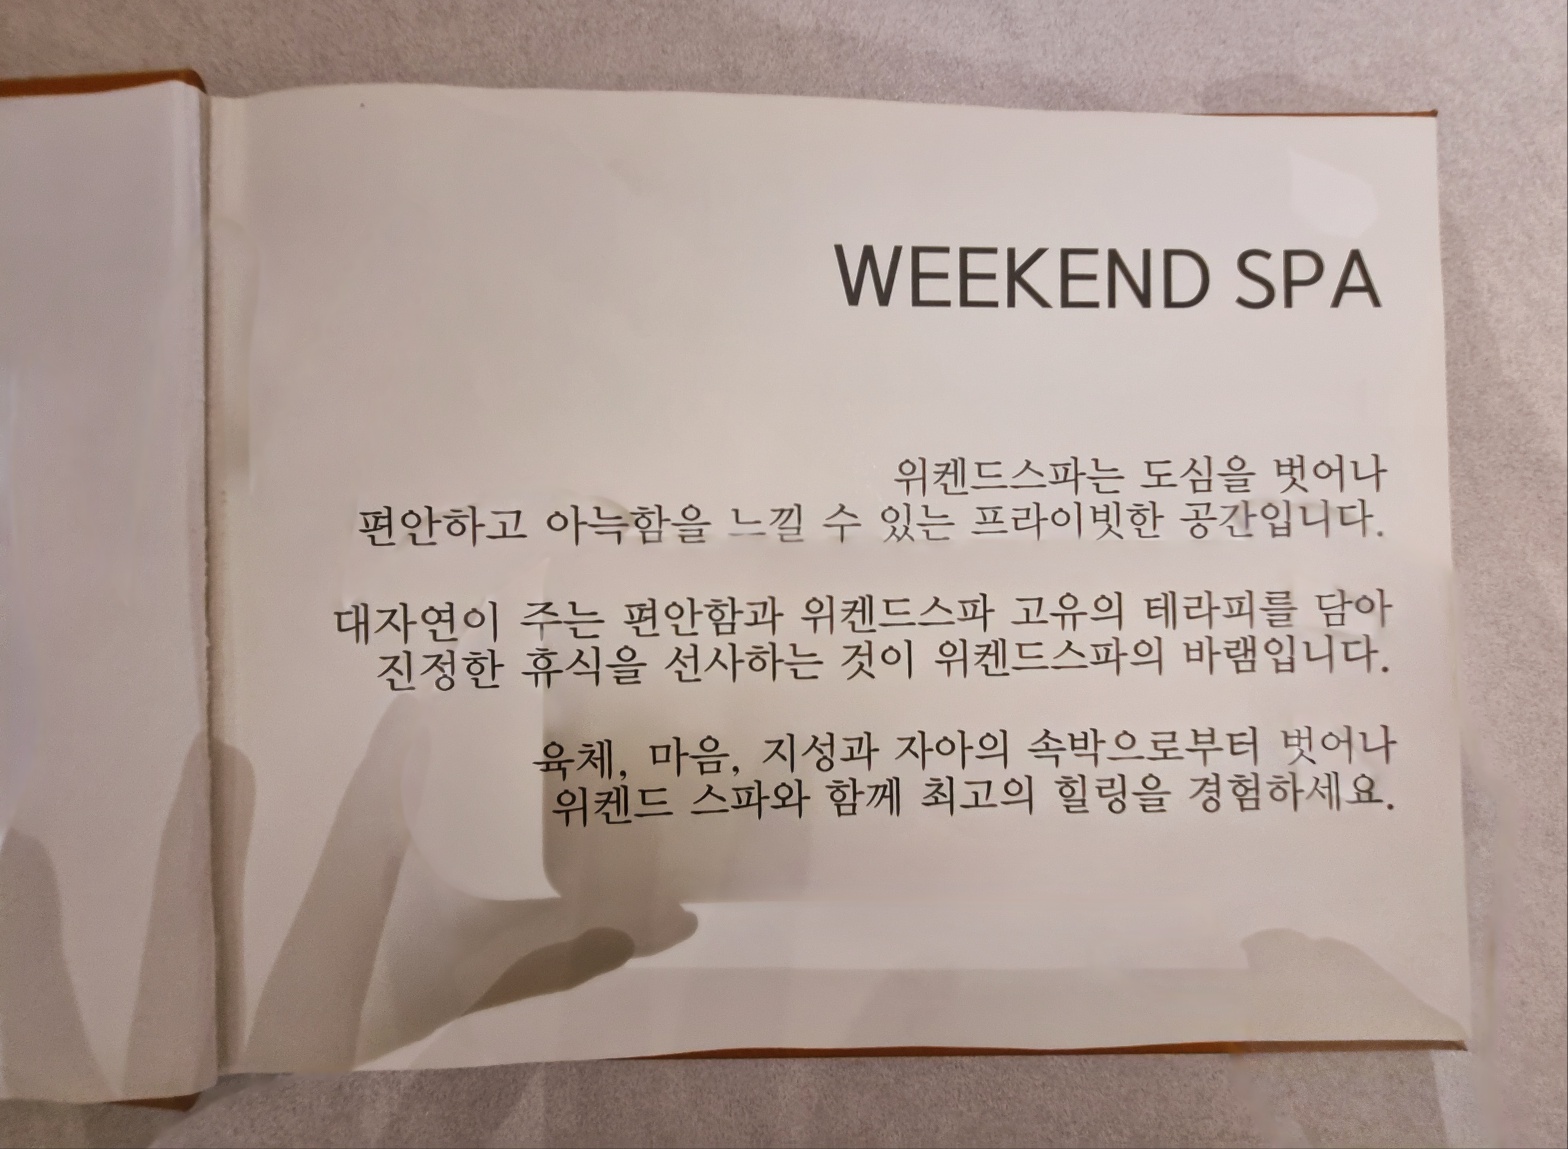 WEEKEND SPA
위켄드스파는 도심을 벗어나
편안하고 아늑함을 느낄 수 있는 프라이빗한 공간입니다.
대자연이 주는 편안함과 위켄드스파 고유의 테라피를 담아
진정한 휴식을 선사하는 것이 위켄드스파의 바램입니다.
육체, 마음, 지성과 자아의 속박으로부터 벗어나
위켄드 스파와 함께 최고의 힐링을 경험하세요.